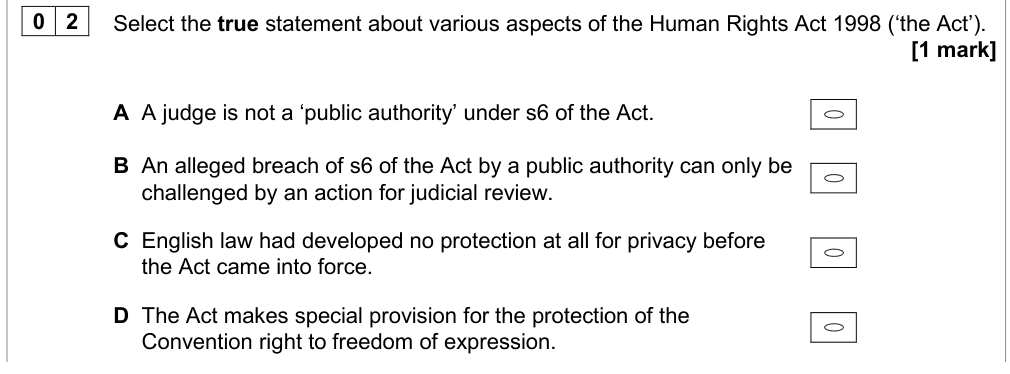 0 2 Select the true statement about various aspects of the Human Rights Act 1998 (‘the Act’).
[1 mark]
A A judge is not a ‘public authority’ under s6 of the Act.
B An alleged breach of s6 of the Act by a public authority can only be
challenged by an action for judicial review.
C English law had developed no protection at all for privacy before
the Act came into force.
D The Act makes special provision for the protection of the
Convention right to freedom of expression.